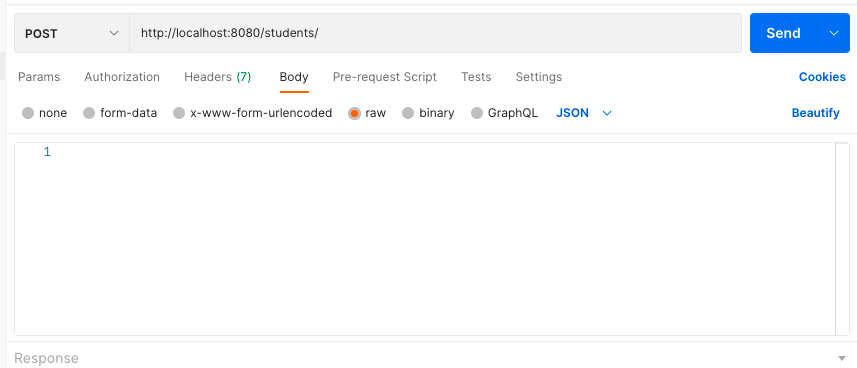 POST http://localhost:8080/students/ Send
Params Authorization Headers (7) Body Pre-request Script Tests Settings Cookies
none form-data x-www-form-urlencoded raw binary GraphQL JSON Beautify
1
Response